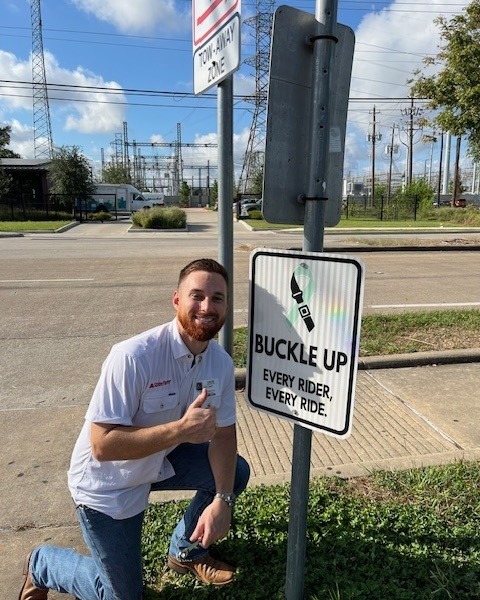 TOW-AWAY
ZONE
BUCKLE UP
EVERY RIDER,
EVERY RIDE.